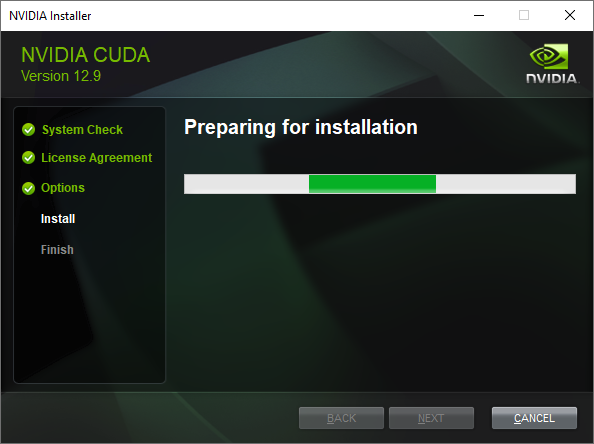 NVIDIA Installer
NVIDIA CUDA
Version 12.9
NVIDIA.
System Check
License Agreement
Options
Install
Finish
Preparing for installation
BACK
NEXT
CANCEL